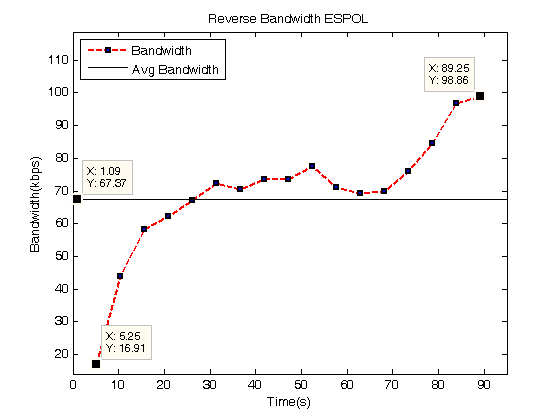 Reverse Bandwidth ESPOL
Bandwidth
Avg Bandwidth
X: 89.25
Y: 98.86
X: 1.09
Y: 67.37
X: 5.25
Y: 16.91
Bandwidth(kbps)
110
100
90
80
70
60
50
40
30
20
0 10 20 30 40 50 60 70 80 90
Time(s)